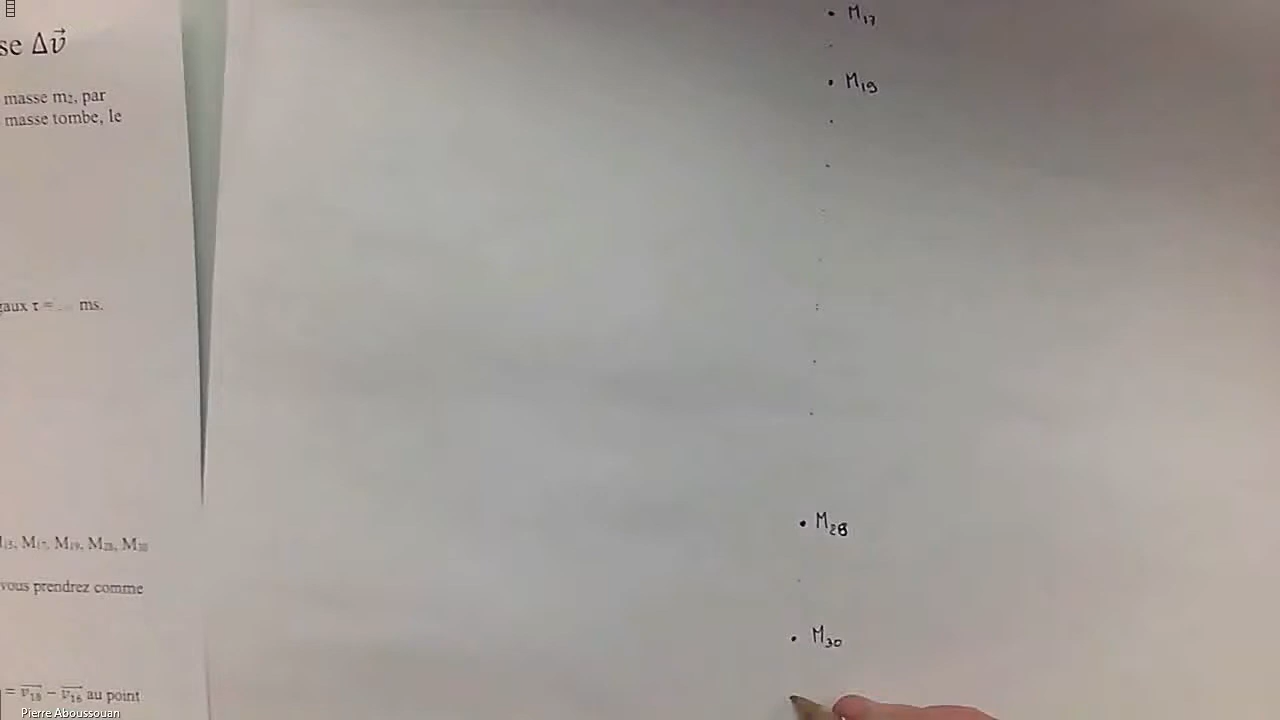 se Δv⃗
masse m₂, par
masse tombe, le
gaux τ = ms.
M₁₅, M₁₇, M₁₉, M₂₈, M₃₀
vous prendrez comme
= v₁₈⃗ − v₁₆⃗ au point
M₁₇
M₁₉
M₂₈
M₃₀
Pierre Aboussouan